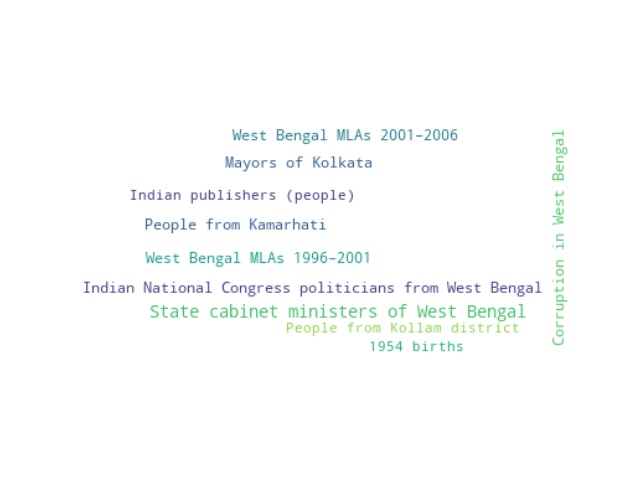 West Bengal MLAs 2001–2006
Mayors of Kolkata
Indian publishers (people)
People from Kamarhati
West Bengal MLAs 1996–2001
Indian National Congress politicians from West Bengal
State cabinet ministers of West Bengal
People from Kollam district
1954 births
Corruption in West Bengal